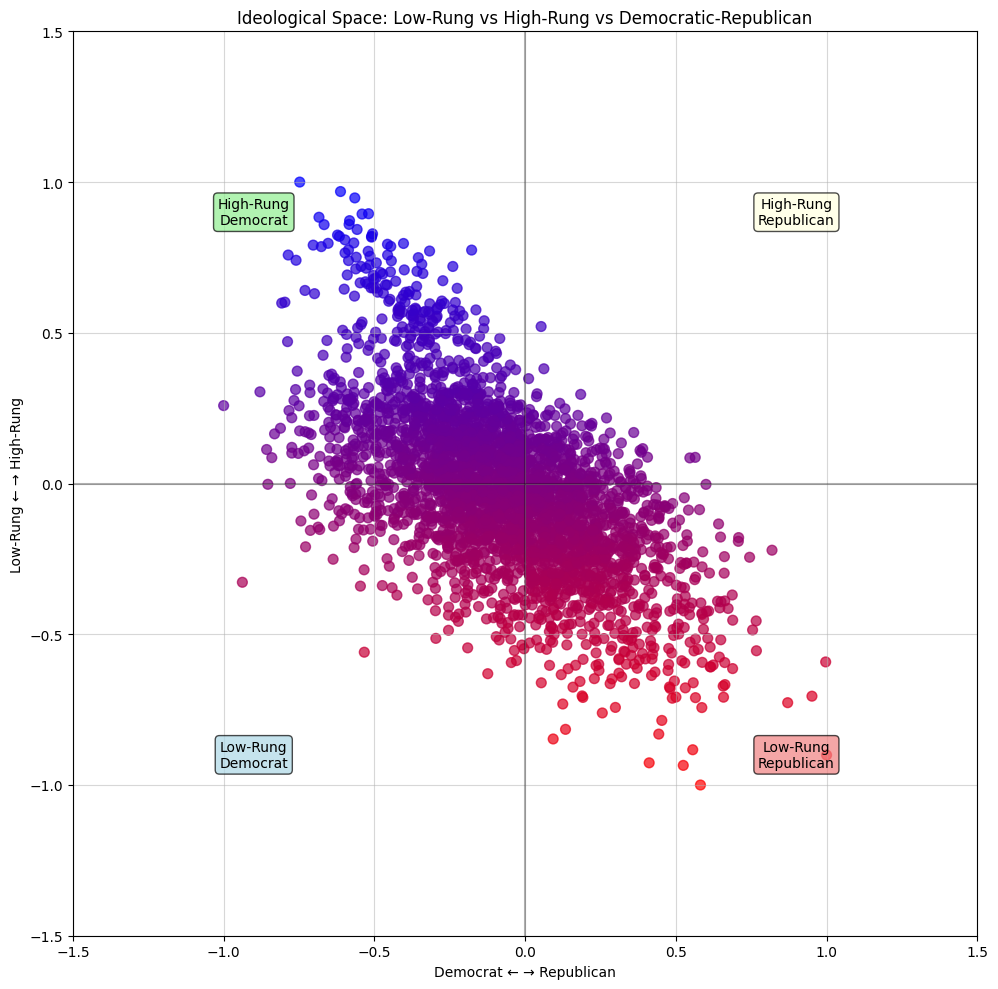 Ideological Space: Low-Rung vs High-Rung vs Democratic-Republican
1.5
1.0
0.5
0.0
−0.5
−1.0
−1.5
Low-Rung ← → High-Rung
High-Rung
Democrat
High-Rung
Republican
Low-Rung
Democrat
Low-Rung
Republican
−1.5
−1.0
−0.5
0.0
0.5
1.0
1.5
Democrat ← → Republican